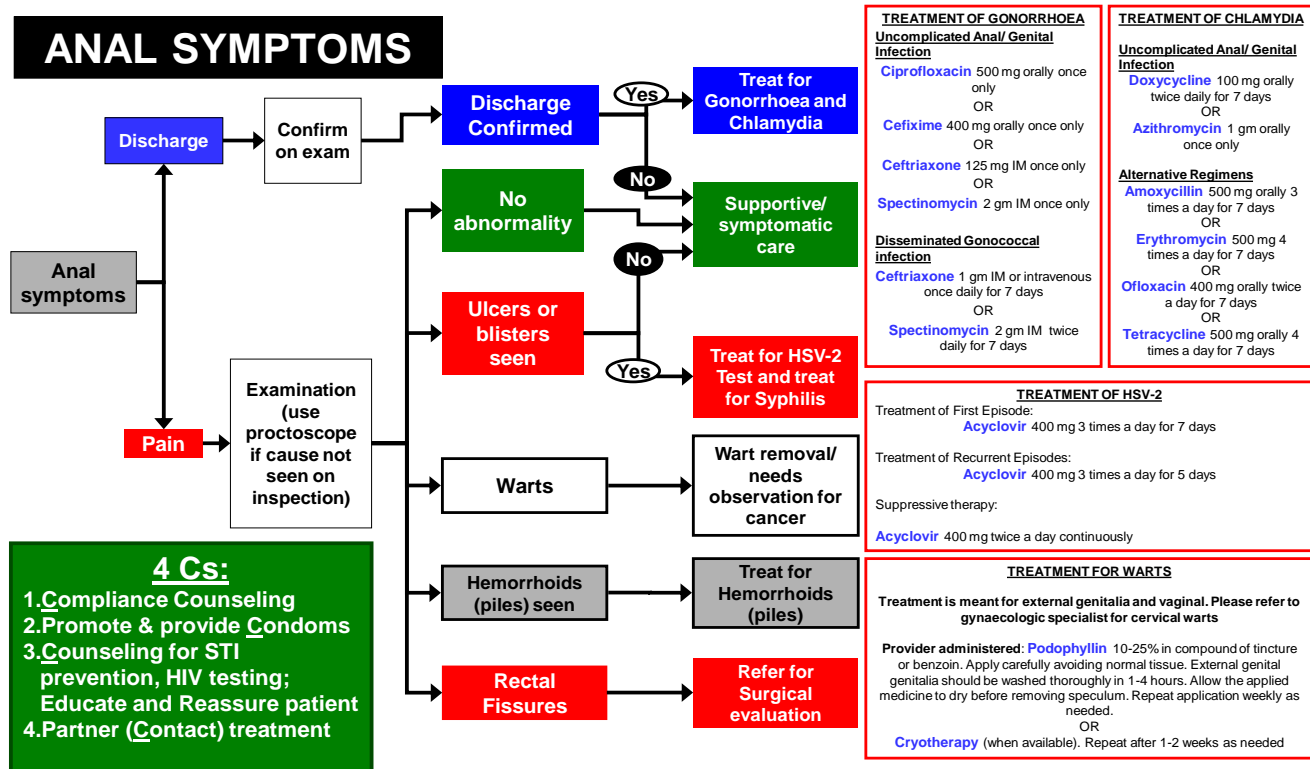 ANAL SYMPTOMS
Discharge
Confirm
on exam
Discharge
Confirmed
Yes
Treat for
Gonorrhoea and
Chlamydia
No
No
abnormality
Supportive/
symptomatic
care
Anal
symptoms
No
Ulcers or
blisters
seen
Yes
Treat for HSV-2
Test and treat
for Syphilis
Pain
Examination
(use
proctoscope
if cause not
seen on
inspection)
Warts
Wart removal/
needs
observation for
cancer
Hemorrhoids
(piles) seen
Treat for
Hemorrhoids
(piles)
Rectal
Fissures
Refer for
Surgical
evaluation
4 Cs:
1.Compliance Counseling
2.Promote & provide Condoms
3.Counseling for STI
prevention, HIV testing;
Educate and Reassure patient
4.Partner (Contact) treatment
TREATMENT OF GONORRHOEA
Uncomplicated Anal/ Genital
Infection
Ciprofloxacin 500 mg orally once
only
OR
Cefixime 400 mg orally once only
OR
Ceftriaxone 125 mg IM once only
OR
Spectinomycin 2 gm IM once only
Disseminated Gonococcal
infection
Ceftriaxone 1 gm IM or intravenous
once daily for 7 days
OR
Spectinomycin 2 gm IM twice
daily for 7 days
TREATMENT OF CHLAMYDIA
Uncomplicated Anal/ Genital
Infection
Doxycycline 100 mg orally
twice daily for 7 days
OR
Azithromycin 1 gm orally
once only
Alternative Regimens
Amoxycillin 500 mg orally 3
times a day for 7 days
OR
Erythromycin 500 mg 4
times a day for 7 days
OR
Ofloxacin 400 mg orally twice
a day for 7 days
OR
Tetracycline 500 mg orally 4
times a day for 7 days
TREATMENT OF HSV-2
Treatment of First Episode:
Acyclovir 400 mg 3 times a day for 7 days
Treatment of Recurrent Episodes:
Acyclovir 400 mg 3 times a day for 5 days
Suppressive therapy:
Acyclovir 400 mg twice a day continuously
TREATMENT FOR WARTS
Treatment is meant for external genitalia and vaginal. Please refer to
gynaecologic specialist for cervical warts
Provider administered: Podophyllin 10-25% in compound of tincture
or benzoin. Apply carefully avoiding normal tissue. External genital
genitalia should be washed thoroughly in 1-4 hours. Allow the applied
medicine to dry before removing speculum. Repeat application weekly as
needed.
OR
Cryotherapy (when available). Repeat after 1-2 weeks as needed